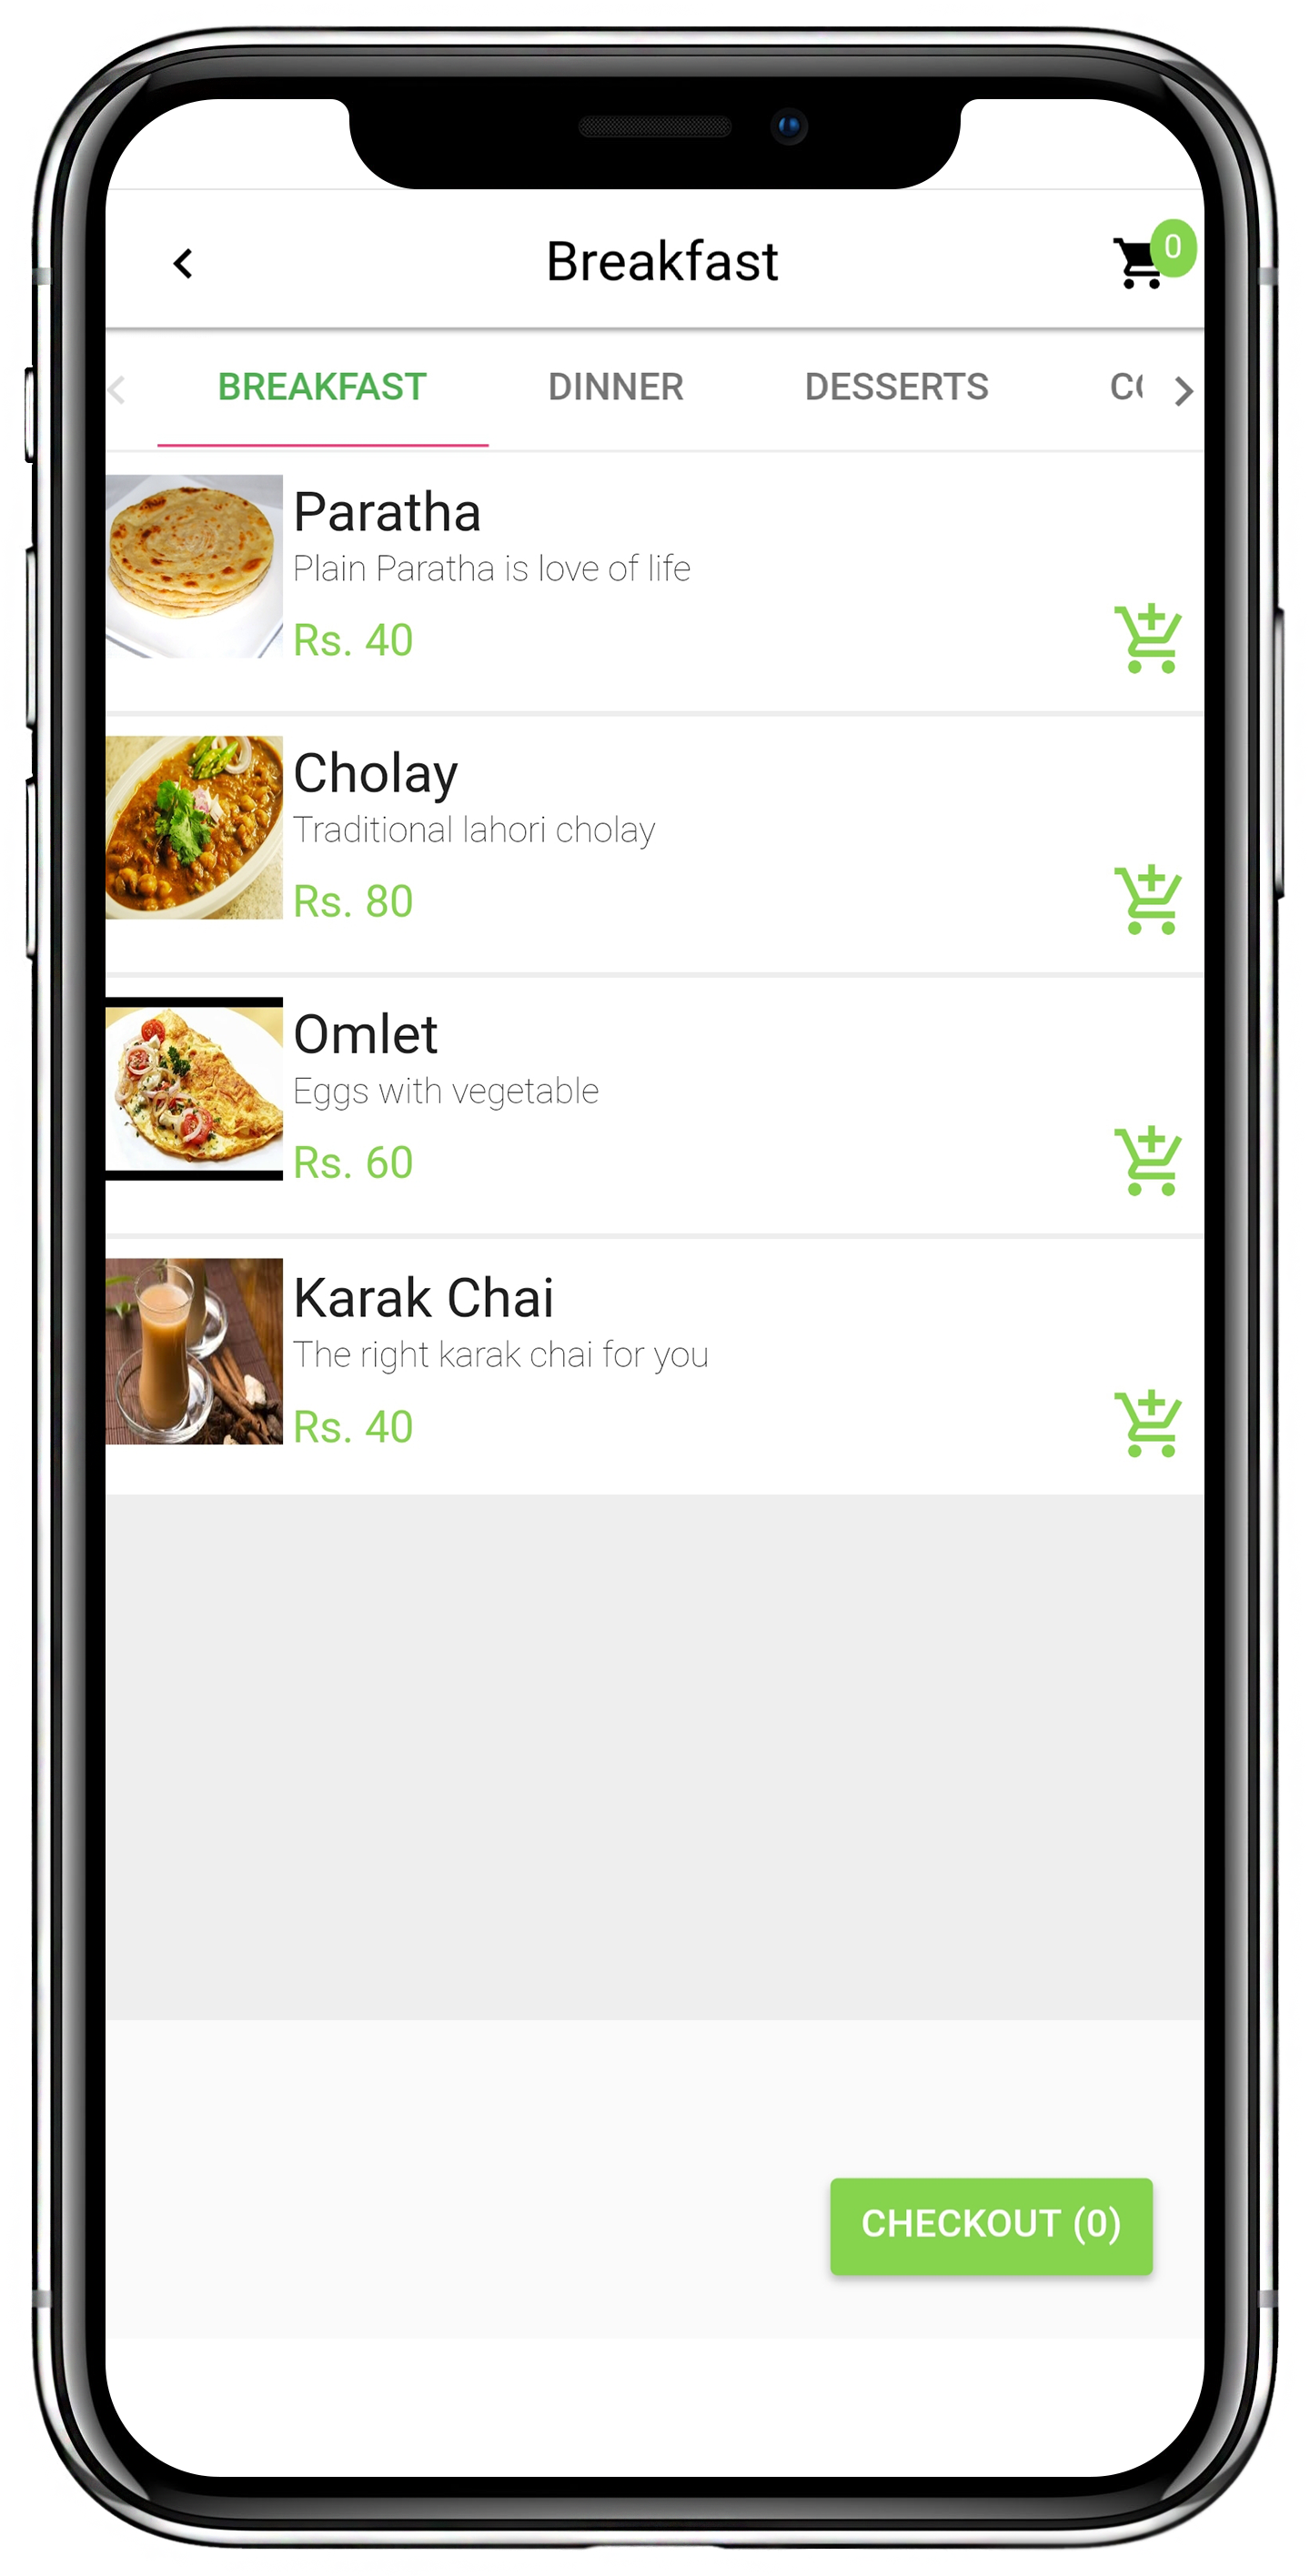 Breakfast
0
BREAKFAST DINNER DESSERTS
Paratha
Plain Paratha is love of life
Rs. 40
Cholay
Traditional lahori cholay
Rs. 80
Omlet
Eggs with vegetable
Rs. 60
Karak Chai
The right karak chai for you
Rs. 40
CHECKOUT (0)